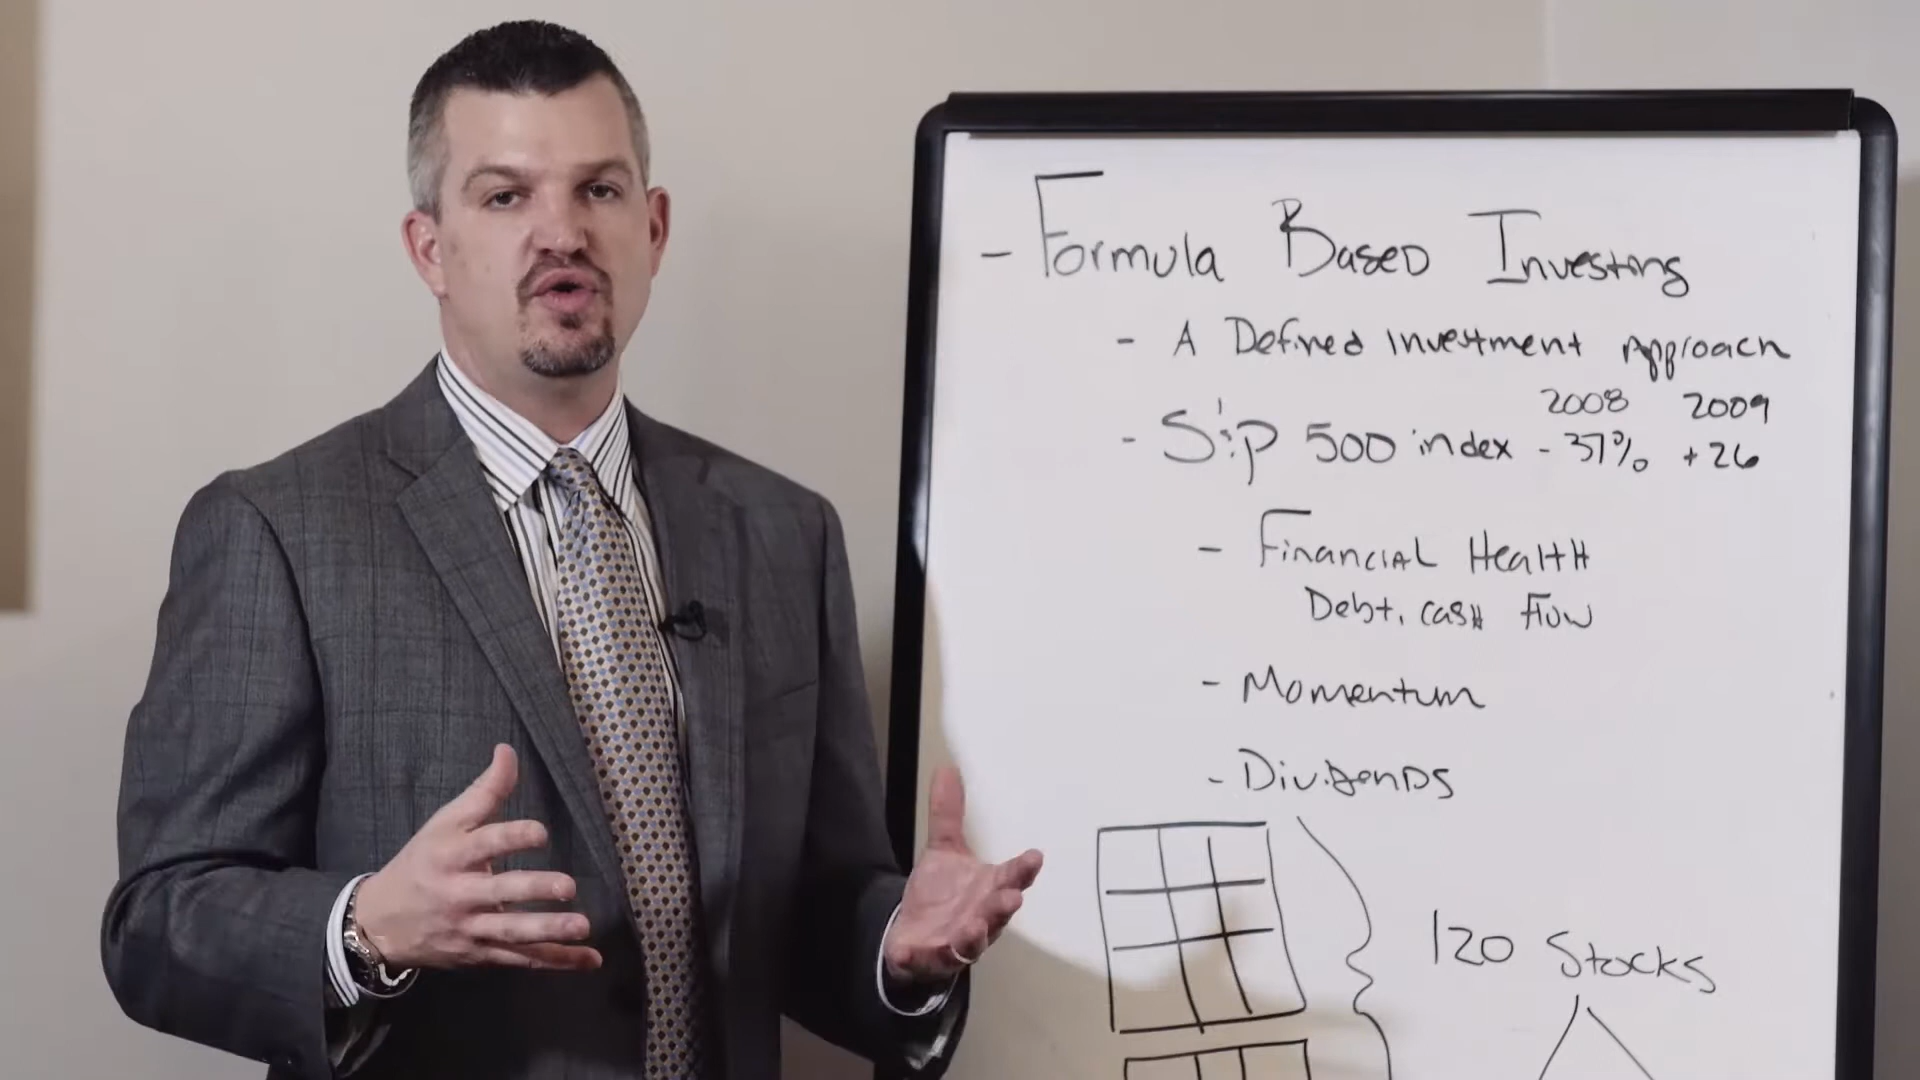 - Formula Based Investing
- A Defined investment Approach
2008 2009
- S&P 500 index - 37% + 26
- Financial Health
Debt, cash flow
- Momentum
- Dividends
120 Stocks